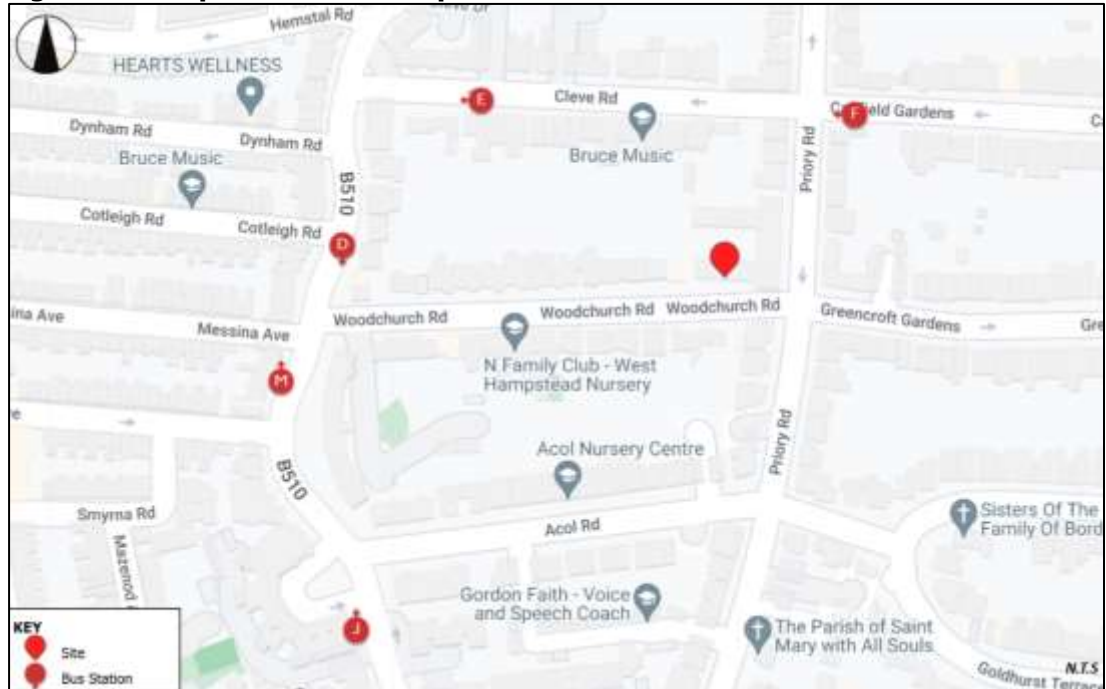 Hemstal Rd
HEARTS WELLNESS
E
Cleve Rd
F
Dynham Rd
Dynham Rd
Bruce Music
Priory Rd
Bruce Music
B510
Cotleigh Rd
Cotleigh Rd
D
Woodchurch Rd
Woodchurch Rd
Woodchurch Rd
Greencroft Gardens
ina Ave
Messina Ave
N Family Club - West
Hampstead Nursery
M
Priory Rd
Acol Nursery Centre
B510
Smyrna Rd
Acol Rd
Sisters Of The
Family Of Bord
Gordon Faith - Voice
and Speech Coach
J
The Parish of Saint
Mary with All Souls
KEY
Site
Bus Station
Goldhurst Terrace
N.T.S